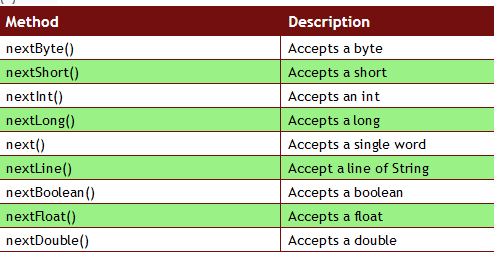 Method Description
nextByte() Accepts a byte
nextShort() Accepts a short
nextInt() Accepts an int
nextLong() Accepts a long
next() Accepts a single word
nextLine() Accept a line of String
nextBoolean() Accepts a boolean
nextFloat() Accepts a float
nextDouble() Accepts a double